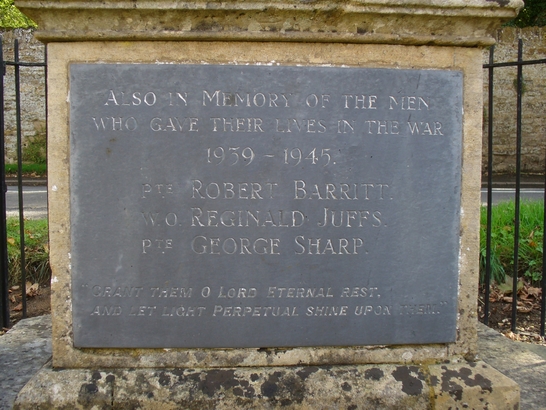 ALSO IN MEMORY OF THE MEN
WHO GAVE THEIR LIVES IN THE WAR
1939 - 1945.
PTE ROBERT BARRITT.
W.O. REGINALD JUFFS.
PTE GEORGE SHARP.
"GRANT THEM O LORD ETERNAL REST,
AND LET LIGHT PERPETUAL SHINE UPON THEM."